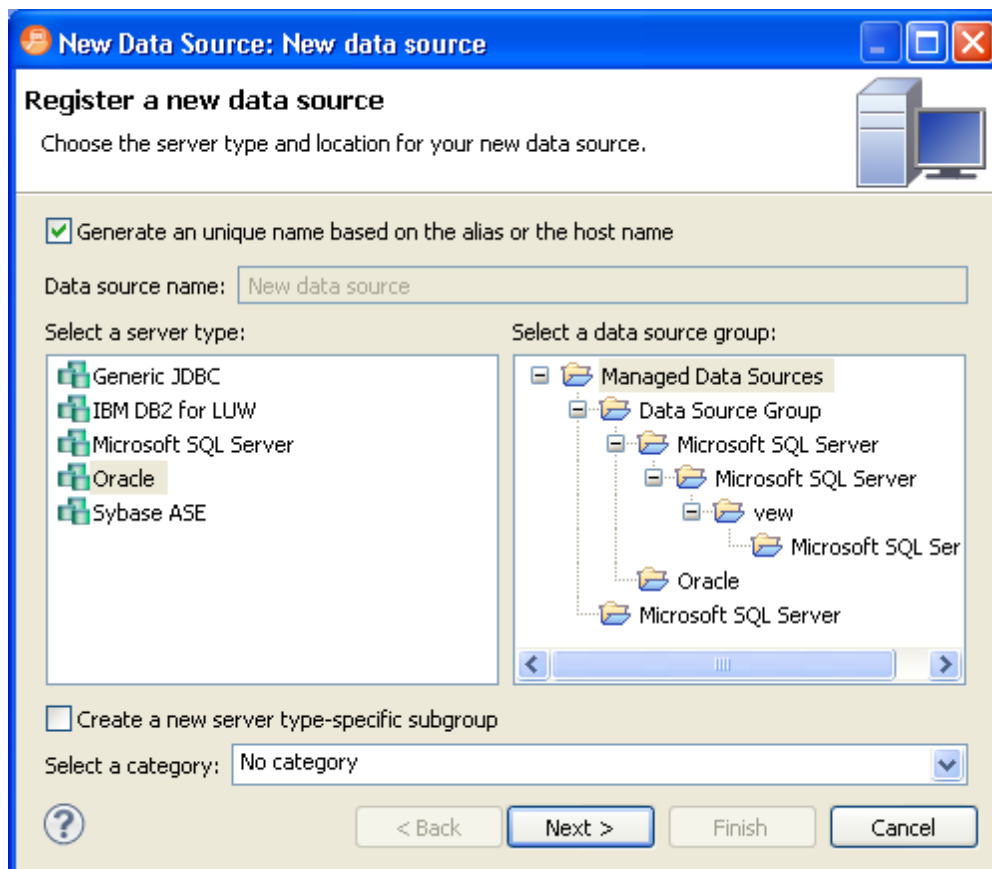 New Data Source: New data source
Register a new data source
Choose the server type and location for your new data source.
Generate an unique name based on the alias or the host name
Data source name: New data source
Select a server type:
Generic JDBC
IBM DB2 for LUW
Microsoft SQL Server
Oracle
Sybase ASE
Select a data source group:
Managed Data Sources
Data Source Group
Microsoft SQL Server
Microsoft SQL Server
vew
Microsoft SQL Ser
Oracle
Microsoft SQL Server
Create a new server type-specific subgroup
Select a category: No category
? < Back Next > Finish Cancel